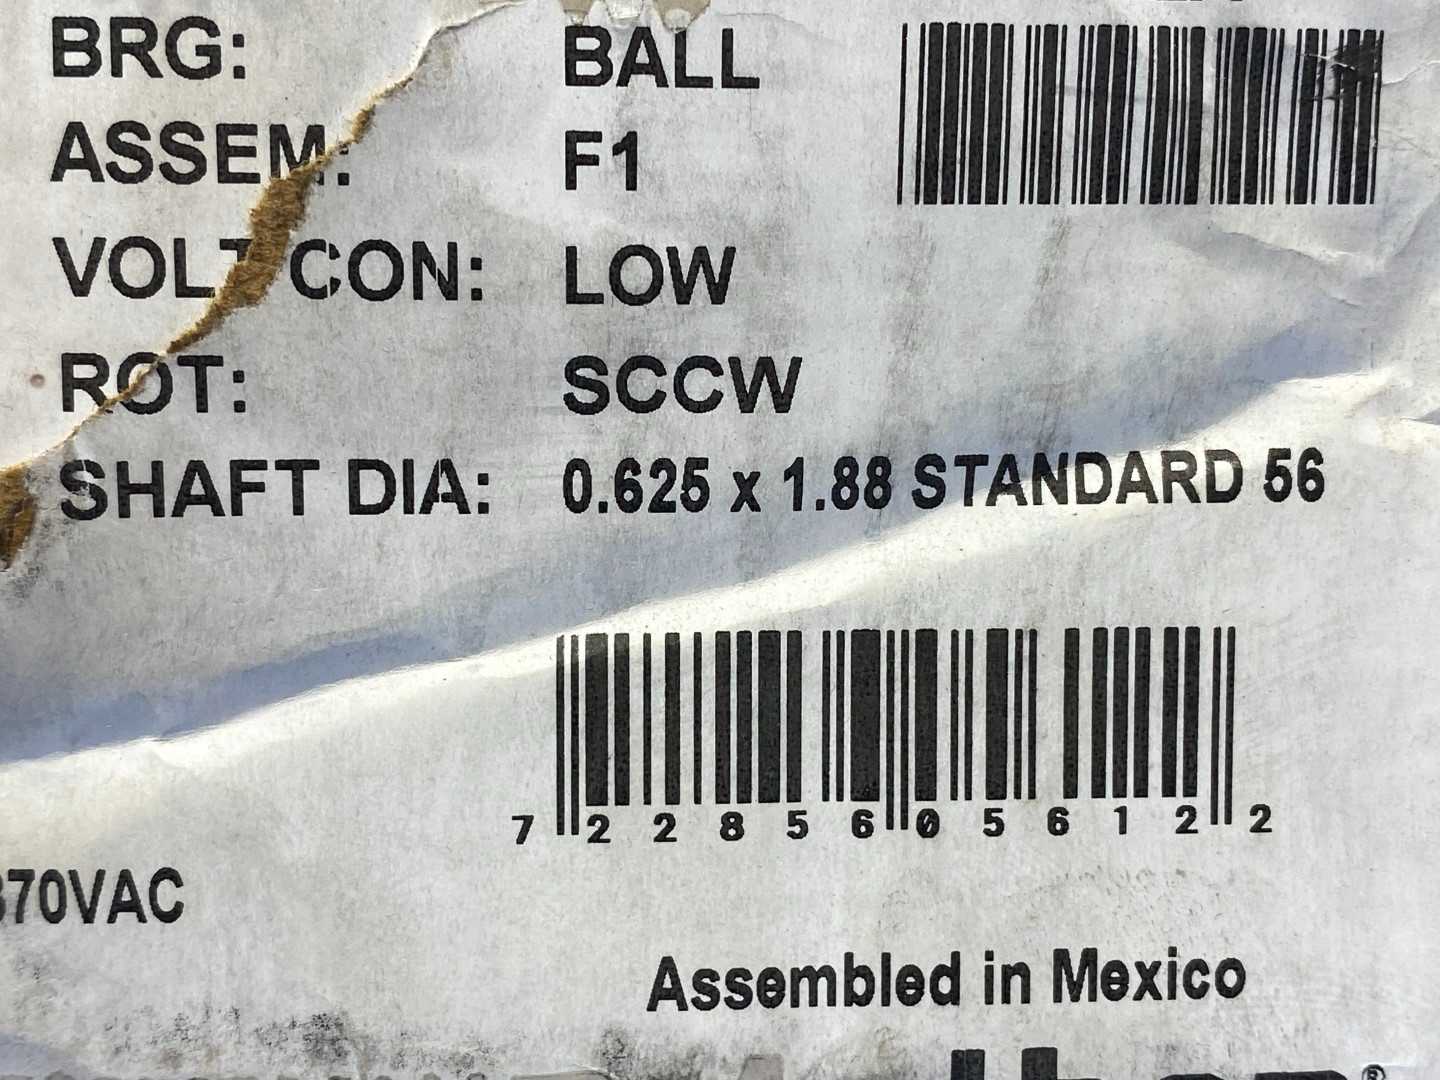 BRG: BALL
ASSEM: F1
VOLT CON: LOW
ROT: SCCW
SHAFT DIA: 0.625 x 1.88 STANDARD 56
7 22856 05612 2
370VAC
Assembled in Mexico